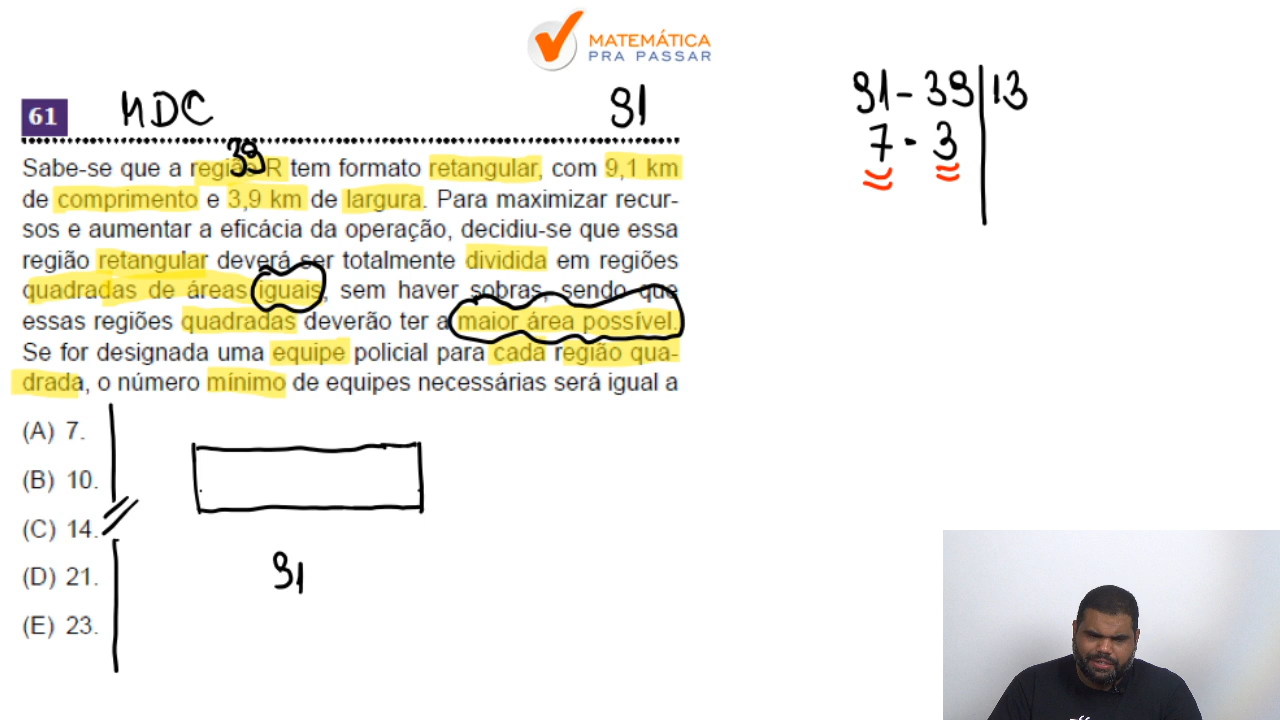 MATEMÁTICA
PRA PASSAR
61 MDC 91
91 - 39 | 13
7 - 3
39
Sabe-se que a região R tem formato retangular, com 9,1 km
de comprimento e 3,9 km de largura. Para maximizar recur-
sos e aumentar a eficácia da operação, decidiu-se que essa
região retangular deverá ser totalmente dividida em regiões
quadradas de áreas iguais, sem haver sobras, sendo que
essas regiões quadradas deverão ter a maior área possível.
Se for designada uma equipe policial para cada região qua-
drada, o número mínimo de equipes necessárias será igual a
(A) 7.
(B) 10.
(C) 14.
(D) 21.
(E) 23.
91